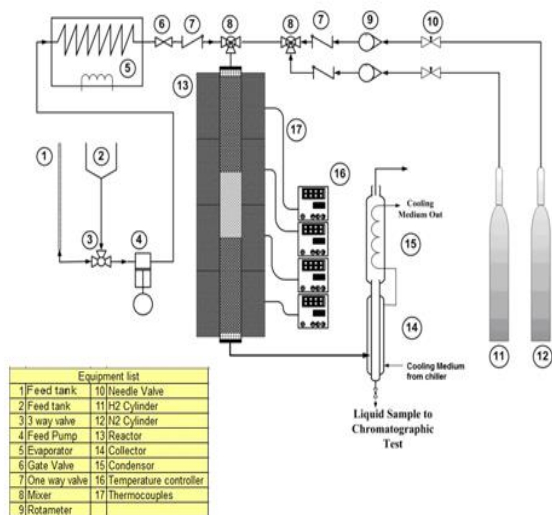 6
7
8
8
7
9
10
5
13
17
1
2
16
Cooling
Medium Out
15
3
4
14
Cooling Medium
from chiller
11
12
Liquid Sample to
Chromatographic
Test
Equipment list
1 Feed tank 10 Needle Valve
2 Feed tank 11 H2 Cylinder
3 3 way valve 12 N2 Cylinder
4 Feed Pump 13 Reactor
5 Evaporator 14 Collector
6 Gate Valve 15 Condensor
7 One way valve 16 Temperature controller
8 Mixer 17 Thermocouples
9 Rotameter